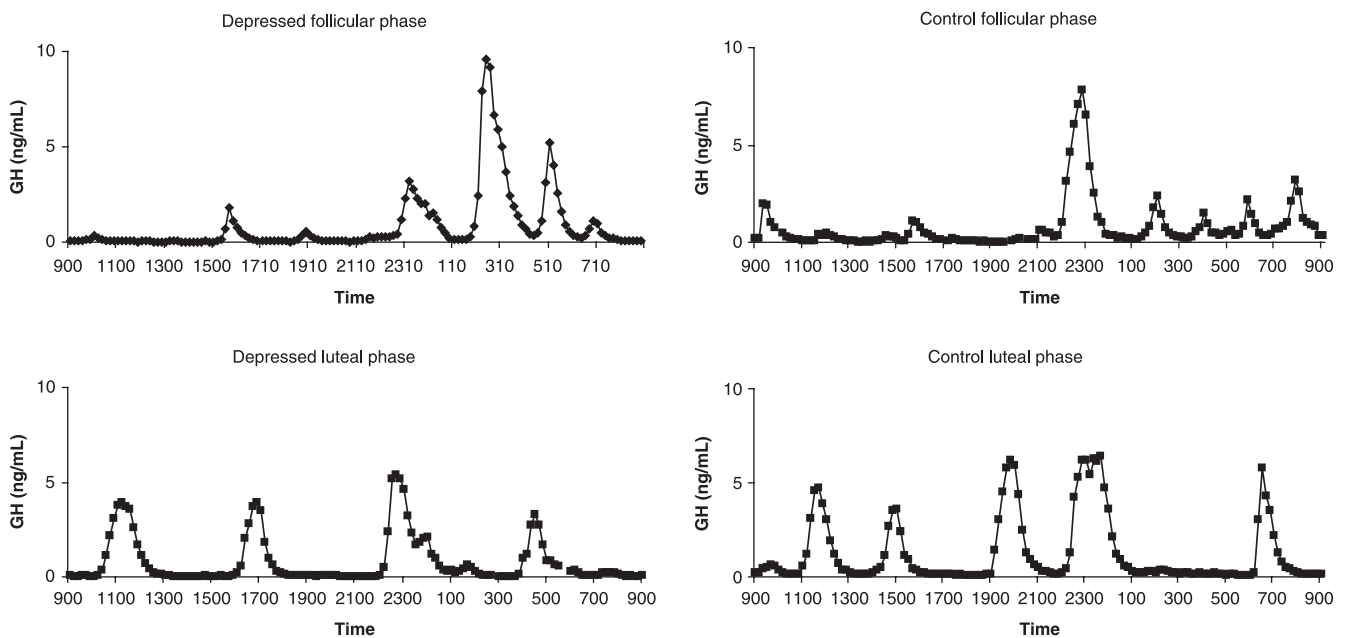 Depressed follicular phase
10
5
0
GH (ng/mL)
900 1100 1300 1500 1710 1910 2110 2310 110 310 510 710
Time
Control follicular phase
10
5
0
GH (ng/mL)
900 1100 1300 1500 1700 1900 2100 2300 100 300 500 700 900
Time
Depressed luteal phase
10
5
0
GH (ng/mL)
900 1100 1300 1500 1700 1900 2100 2300 100 300 500 700 900
Time
Control luteal phase
10
5
0
GH (ng/mL)
900 1100 1300 1500 1700 1900 2100 2300 100 300 500 700 900
Time